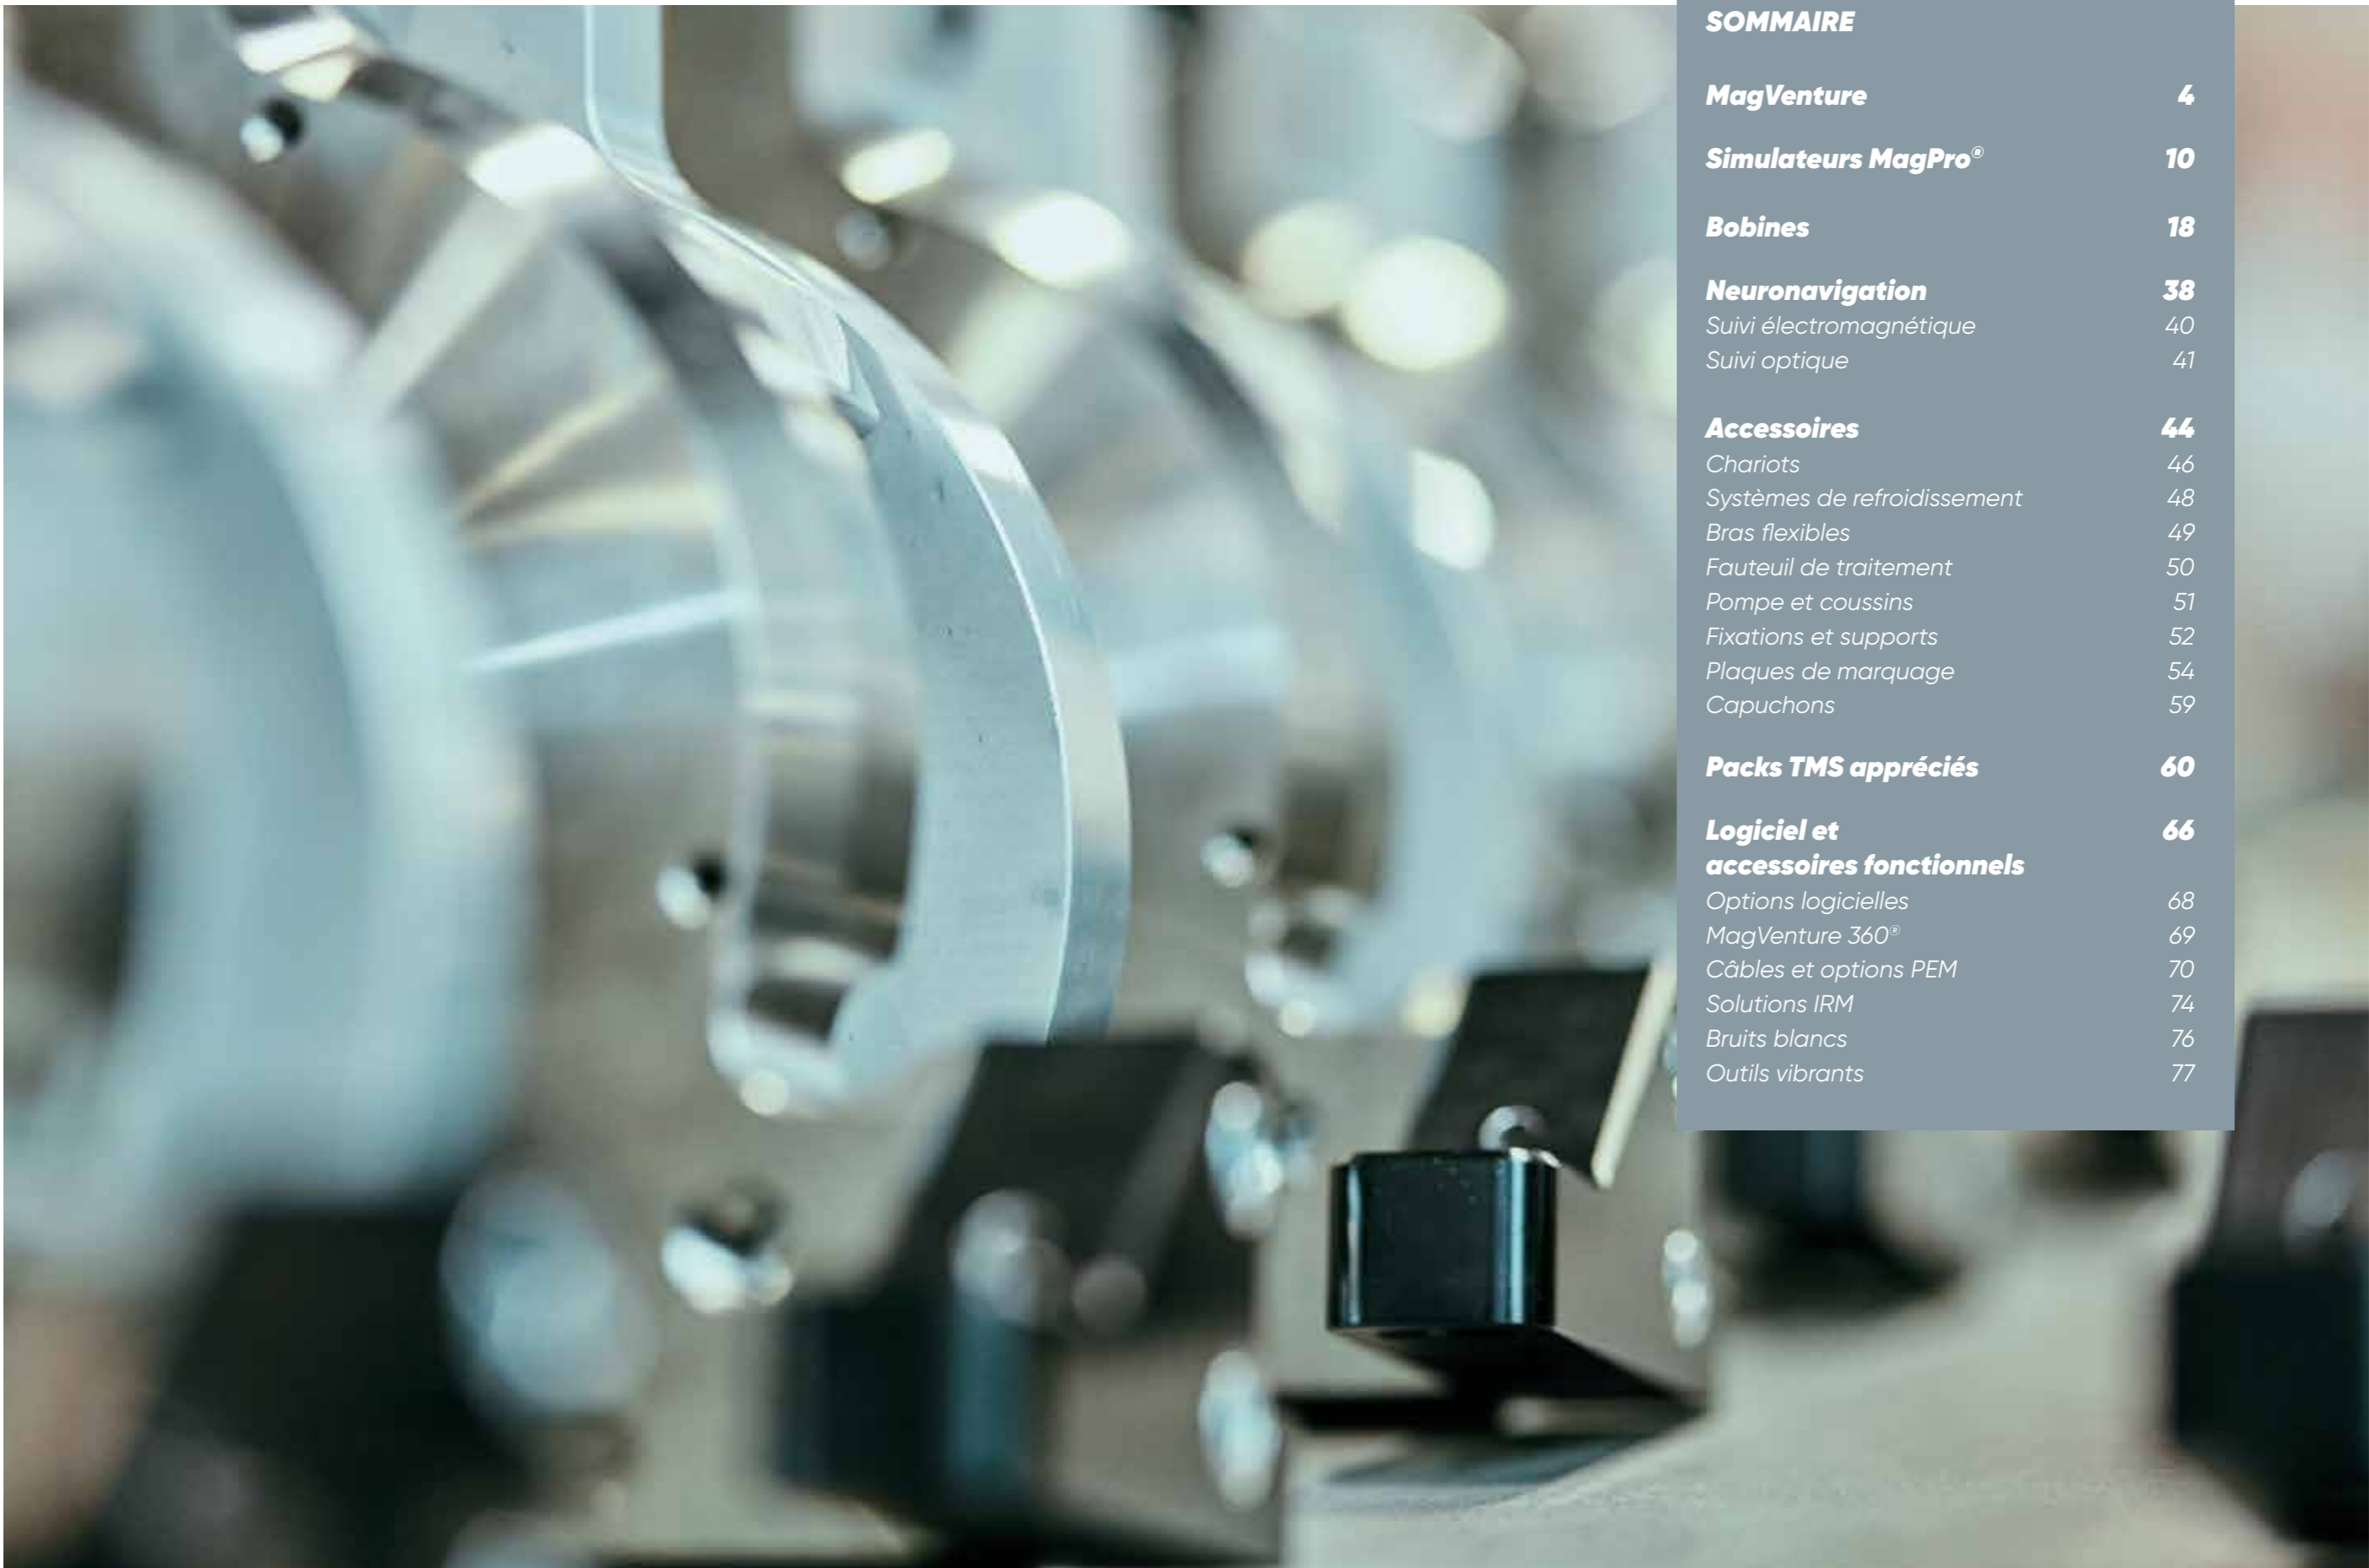 SOMMAIRE
MagVenture 4
Simulateurs MagPro® 10
Bobines 18
Neuronavigation 38
Suivi électromagnétique 40
Suivi optique 41
Accessoires 44
Chariots 46
Systèmes de refroidissement 48
Bras flexibles 49
Fauteuil de traitement 50
Pompe et coussins 51
Fixations et supports 52
Plaques de marquage 54
Capuchons 59
Packs TMS appréciés 60
Logiciel et 66
accessoires fonctionnels
Options logicielles 68
MagVenture 360® 69
Câbles et options PEM 70
Solutions IRM 74
Bruits blancs 76
Outils vibrants 77